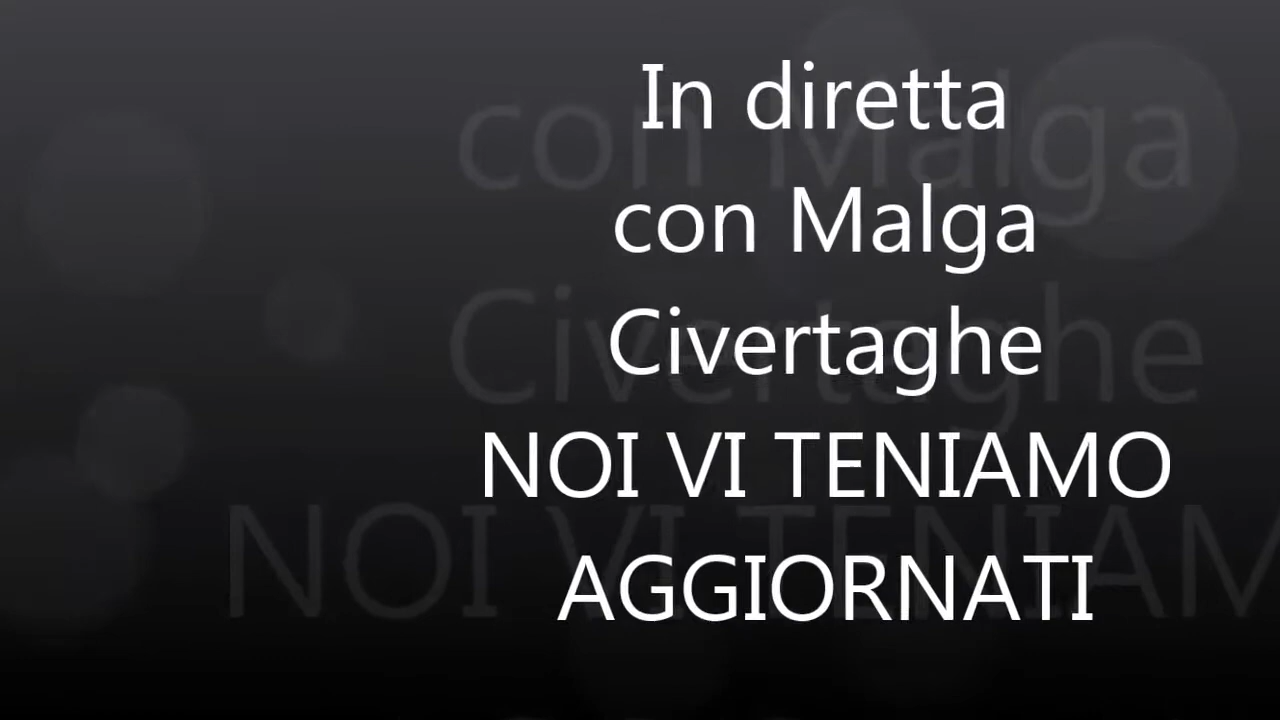 In diretta
con Malga
Civertaghe
NOI VI TENIAMO
AGGIORNATI